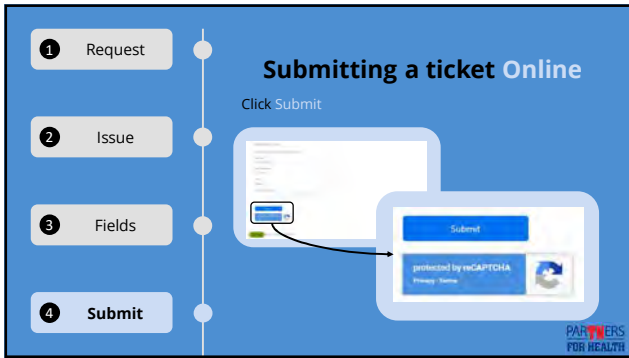 1 Request
Submitting a ticket Online
Click Submit
2 Issue
3 Fields
Submit
protected by reCAPTCHA
Privacy - Terms
4 Submit
PARTNERS
FOR HEALTH